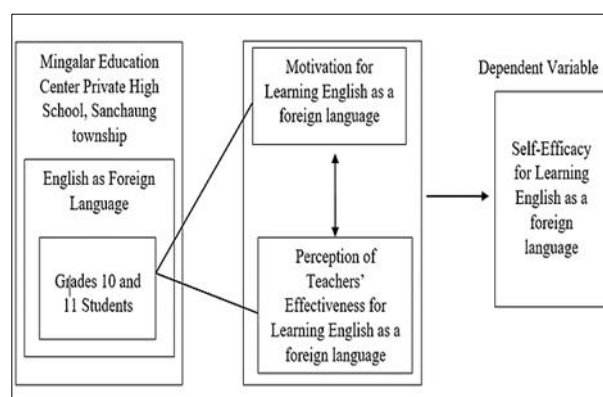 Mingalar Education
Center Private High
School, Sanchaung
township
English as Foreign
Language
Grades 10 and
11 Students
Motivation for
Learning English as a
foreign language
Perception of
Teachers'
Effectiveness for
Learning English as a
foreign language
Dependent Variable
Self-Efficacy
for Learning
English as a
foreign
language